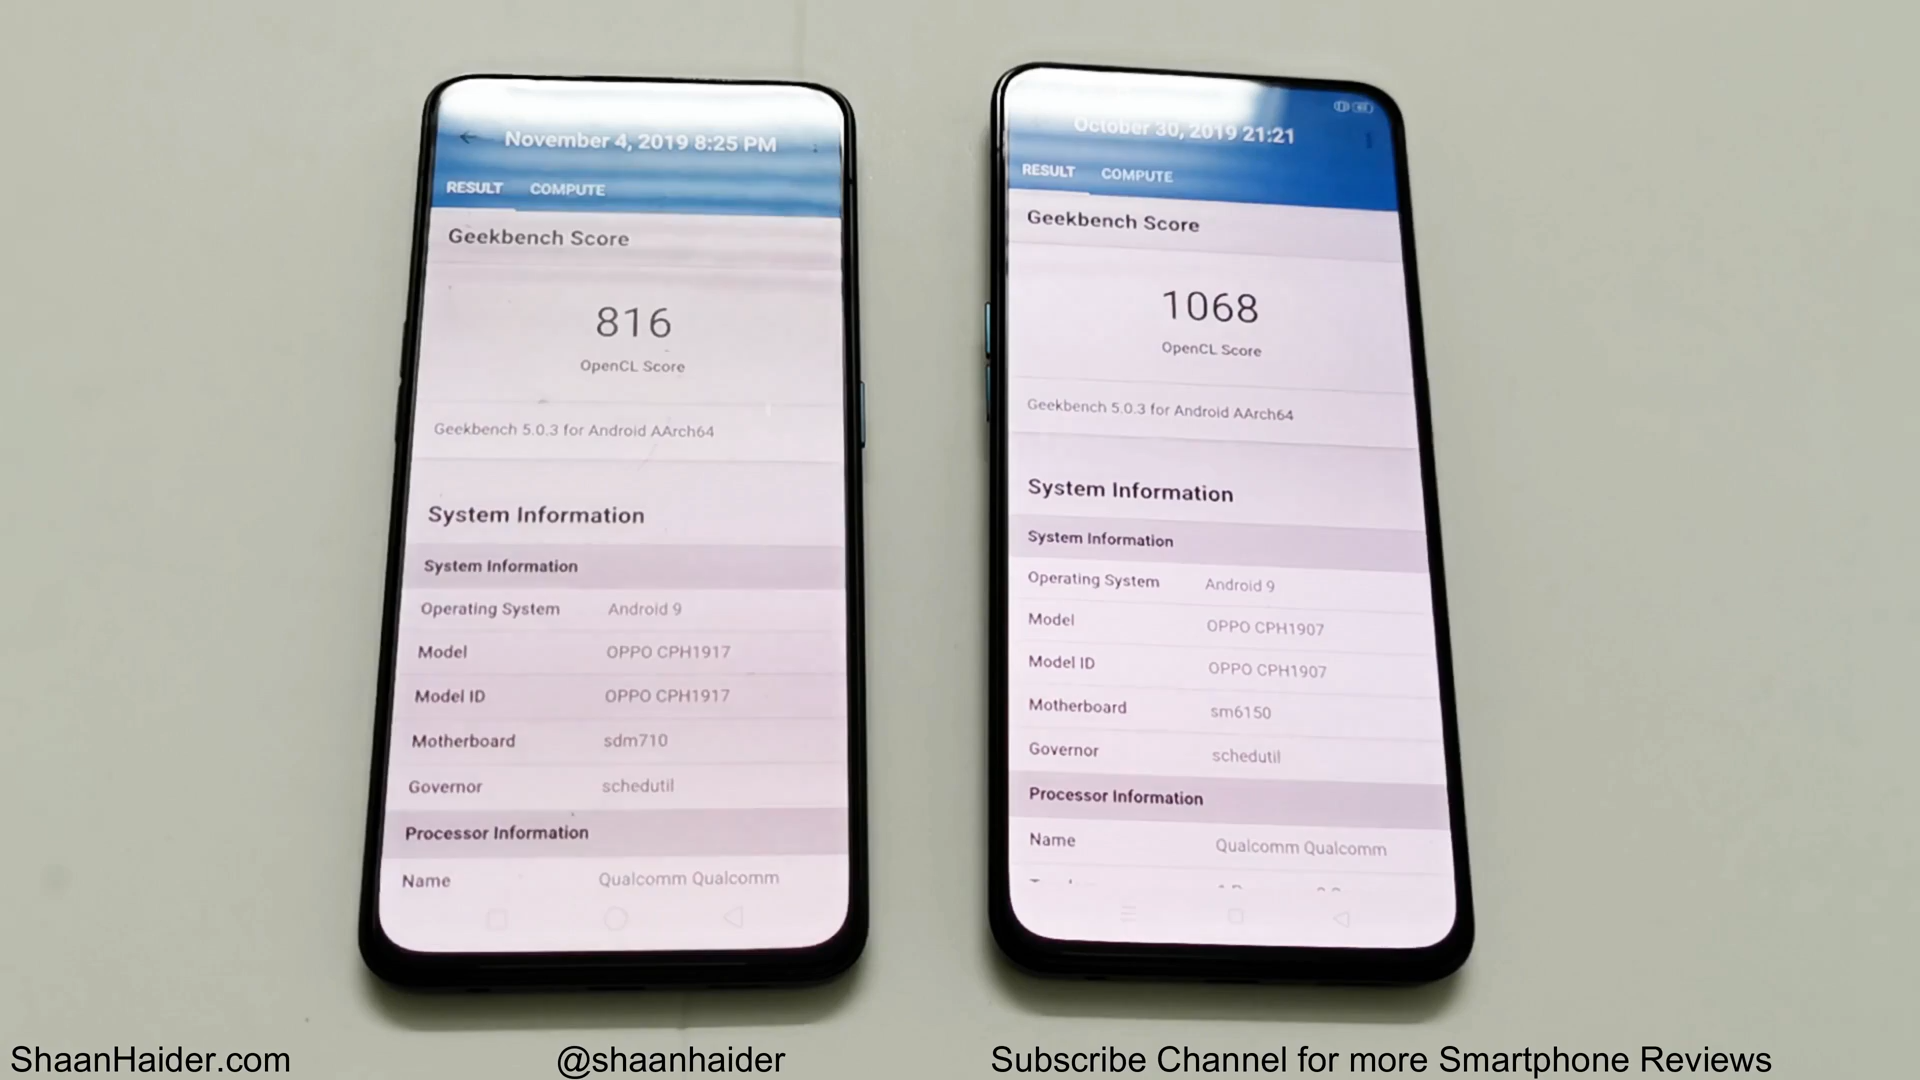 November 4, 2019 8:25 PM
RESULT COMPUTE
Geekbench Score
816
OpenCL Score
Geekbench 5.0.3 for Android AArch64
System Information
System Information
Operating System Android 9
Model OPPO CPH1917
Model ID OPPO CPH1917
Motherboard sdm710
Governor schedutil
Processor Information
Name Qualcomm Qualcomm
October 30, 2019 21:21
RESULT COMPUTE
Geekbench Score
1068
OpenCL Score
Geekbench 5.0.3 for Android AArch64
System Information
System Information
Operating System Android 9
Model OPPO CPH1907
Model ID OPPO CPH1907
Motherboard sm6150
Governor schedutil
Processor Information
Name Qualcomm Qualcomm
ShaanHaider.com @shaanhaider Subscribe Channel for more Smartphone Reviews